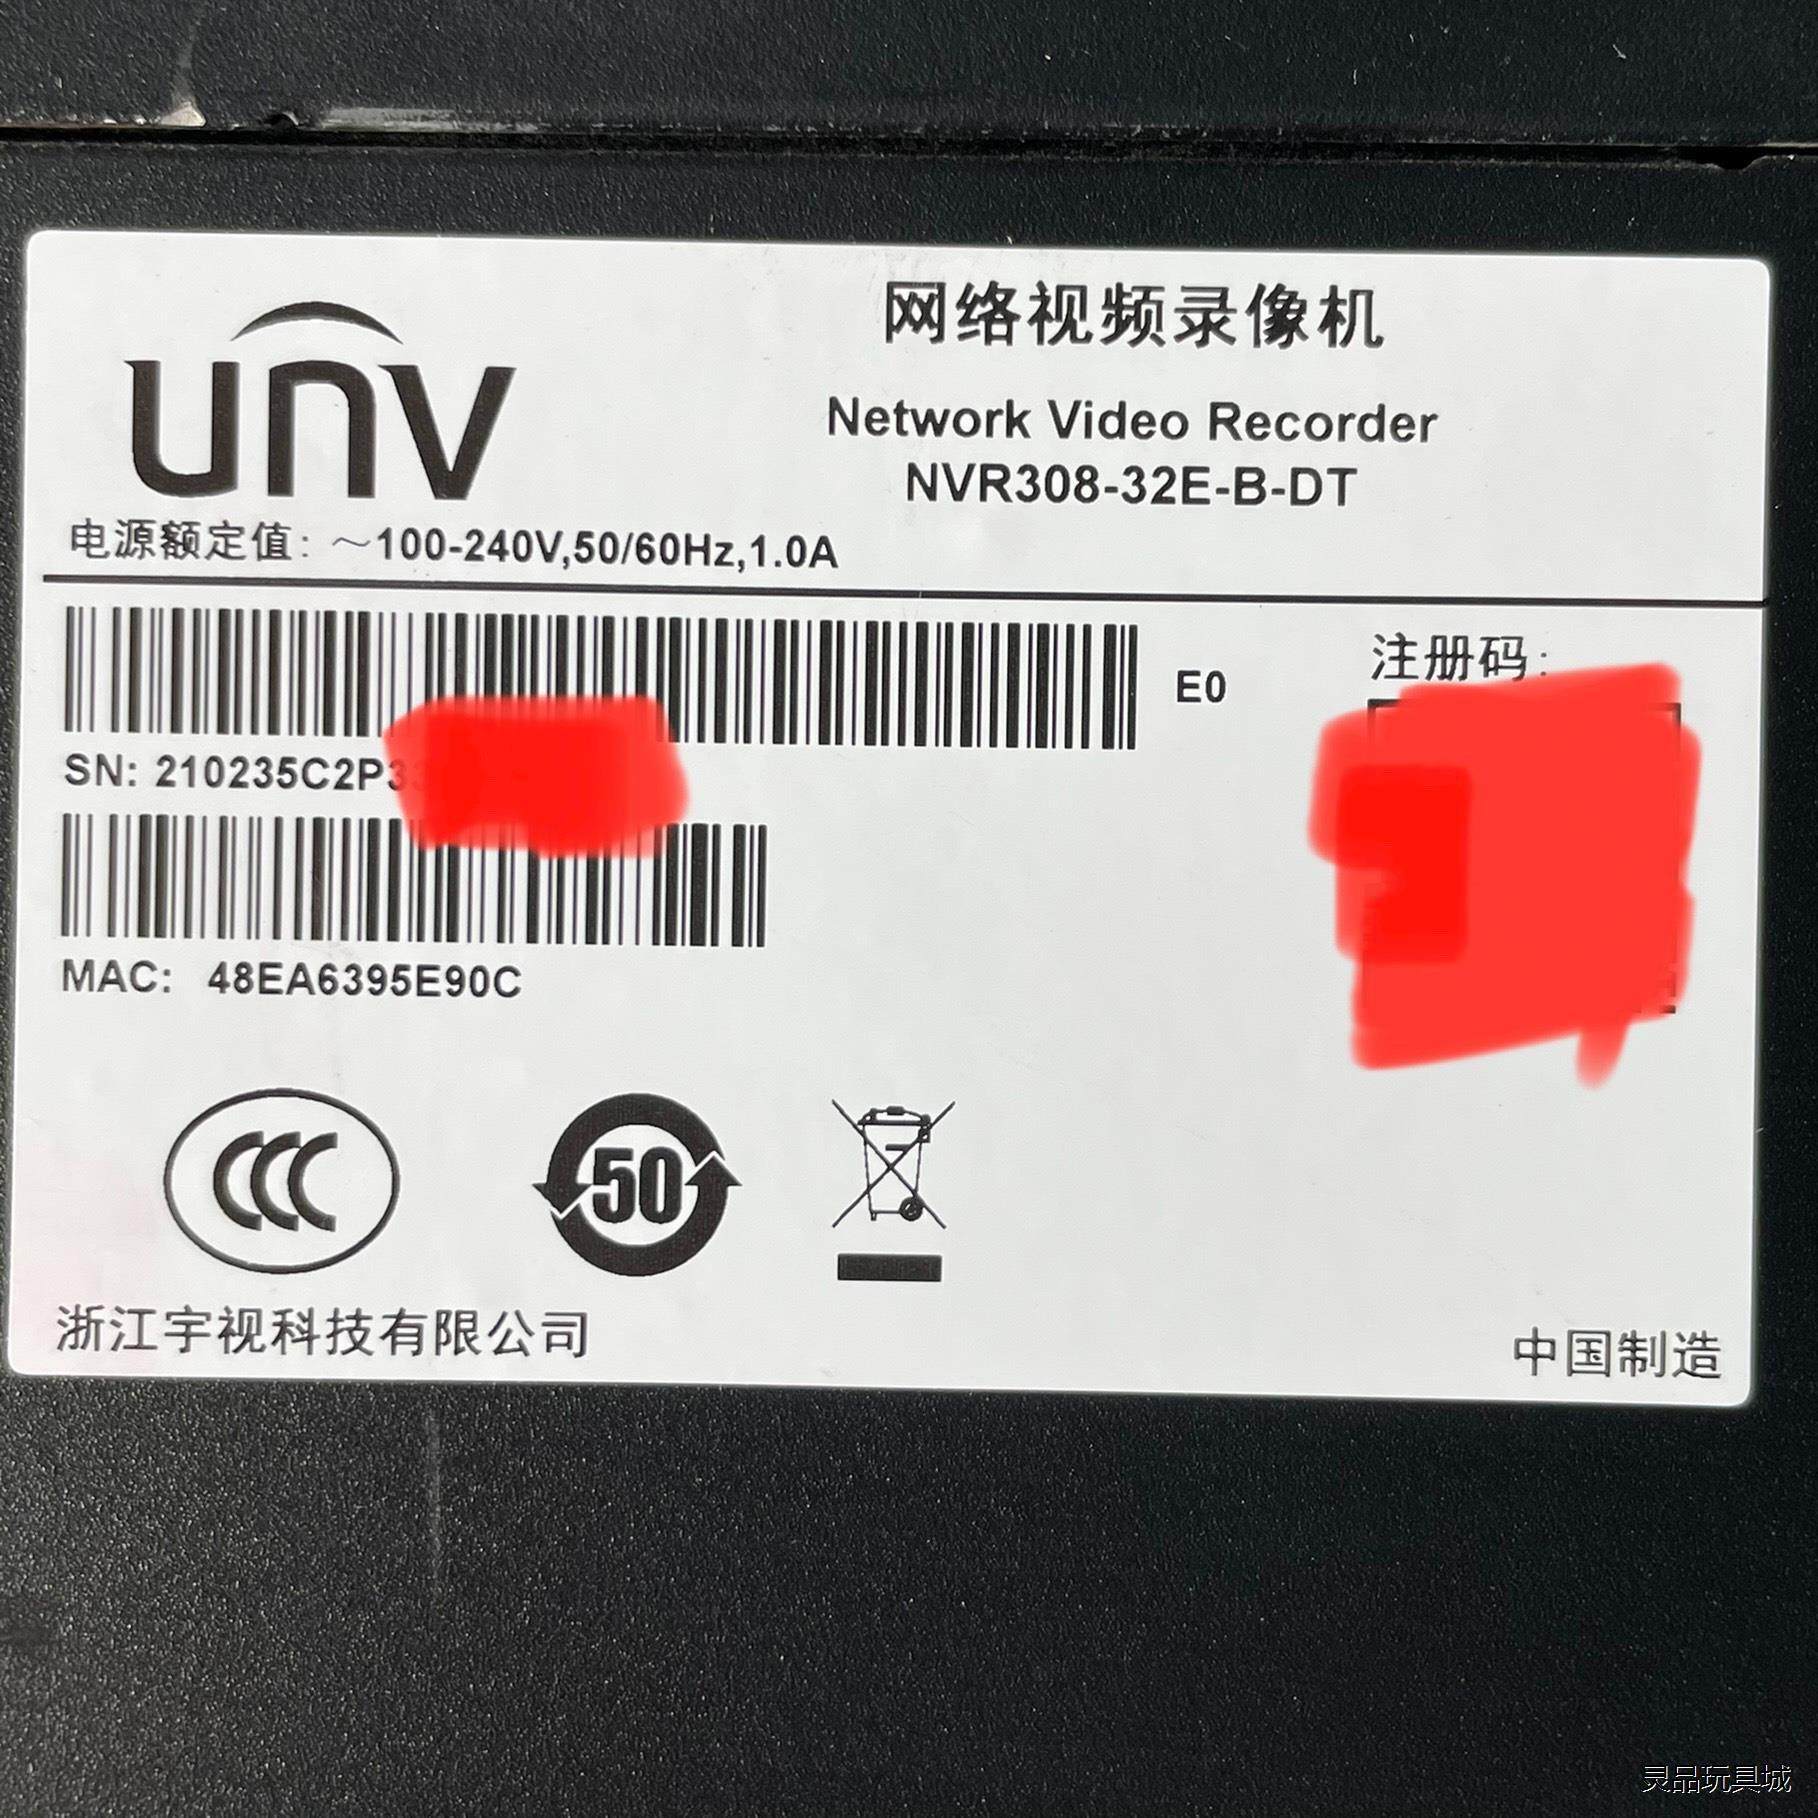 unv
网络视频录像机
Network Video Recorder
NVR308-32E-B-DT
电源额定值: ～100-240V,50/60Hz,1.0A
E0
注册码:
SN: 210235C2P3
MAC: 48EA6395E90C
CCC
50
浙江宇视科技有限公司
中国制造
灵品玩具城